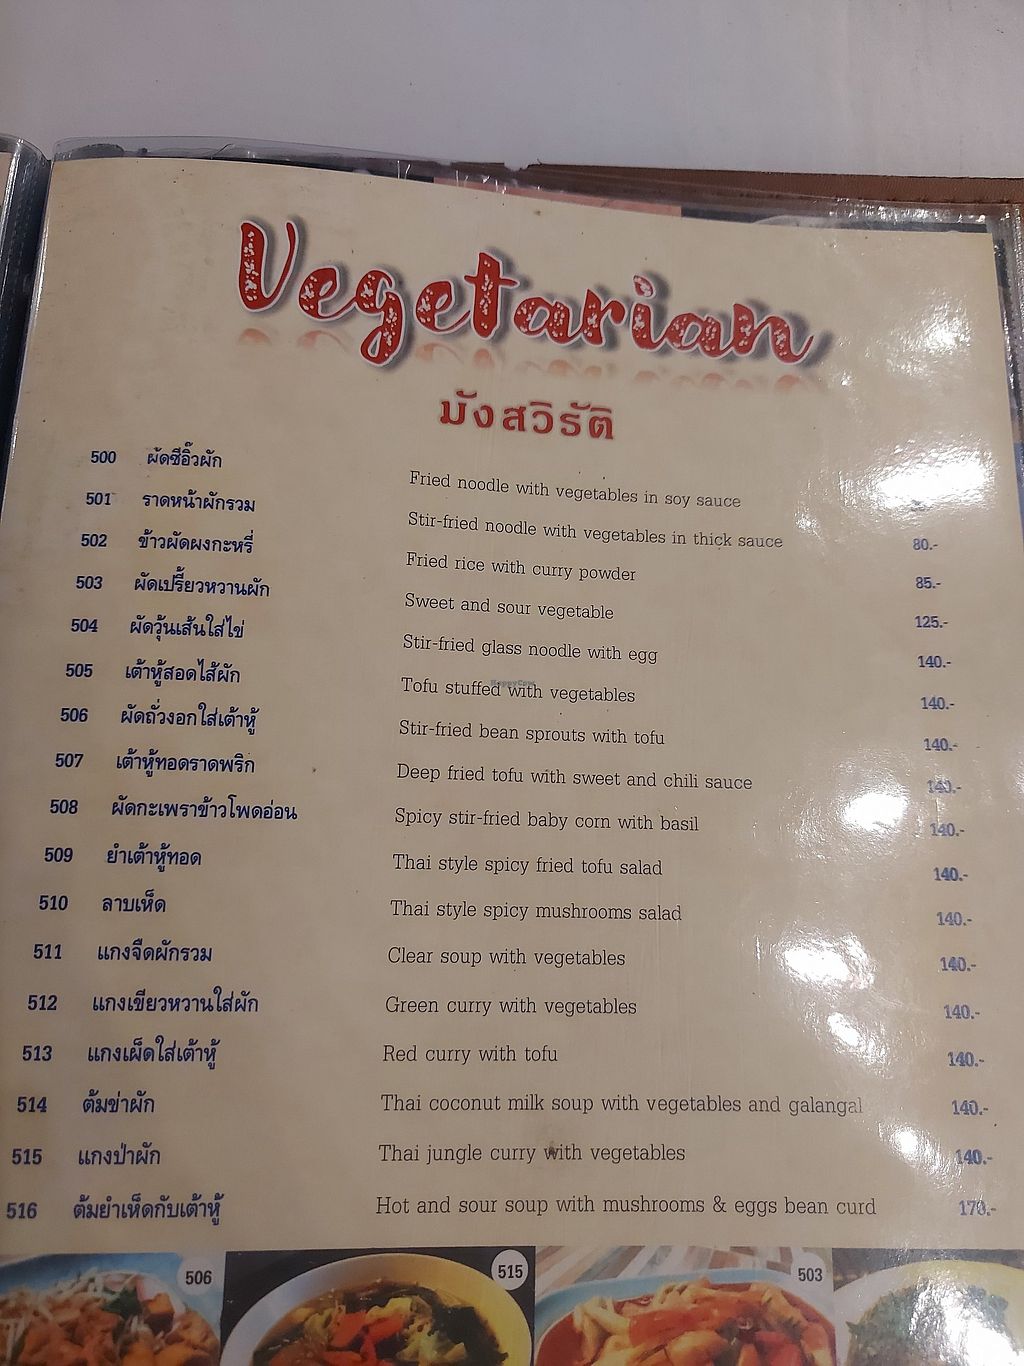 Vegetarian
มังสวิรัติ
500 ผัดซีอิ๊วผัก Fried noodle with vegetables in soy sauce
501 ราดหน้าผักรวม Stir-fried noodle with vegetables in thick sauce 80.-
502 ข้าวผัดผงกะหรี่ Fried rice with curry powder 85.-
503 ผัดเปรี้ยวหวานผัก Sweet and sour vegetable 125.-
504 ผัดวุ้นเส้นใส่ไข่ Stir-fried glass noodle with egg 140.-
505 เต้าหู้สอดไส้ผัก Tofu stuffed with vegetables 140.-
506 ผัดถั่วงอกใส่เต้าหู้ Stir-fried bean sprouts with tofu 140.-
507 เต้าหู้ทอดราดพริก Deep fried tofu with sweet and chili sauce 140.-
508 ผัดกะเพราข้าวโพดอ่อน Spicy stir-fried baby corn with basil 140.-
509 ยำเต้าหู้ทอด Thai style spicy fried tofu salad 140.-
510 ลาบเห็ด Thai style spicy mushrooms salad 140.-
511 แกงจืดผักรวม Clear soup with vegetables 140.-
512 แกงเขียวหวานใส่ผัก Green curry with vegetables 140.-
513 แกงเผ็ดใส่เต้าหู้ Red curry with tofu 140.-
514 ต้มข่าผัก Thai coconut milk soup with vegetables and galangal 140.-
515 แกงป่าผัก Thai jungle curry with vegetables 140.-
516 ต้มยำเห็ดกับเต้าหู้ Hot and sour soup with mushrooms & eggs bean curd 170.-
506 515 503
HappyCow